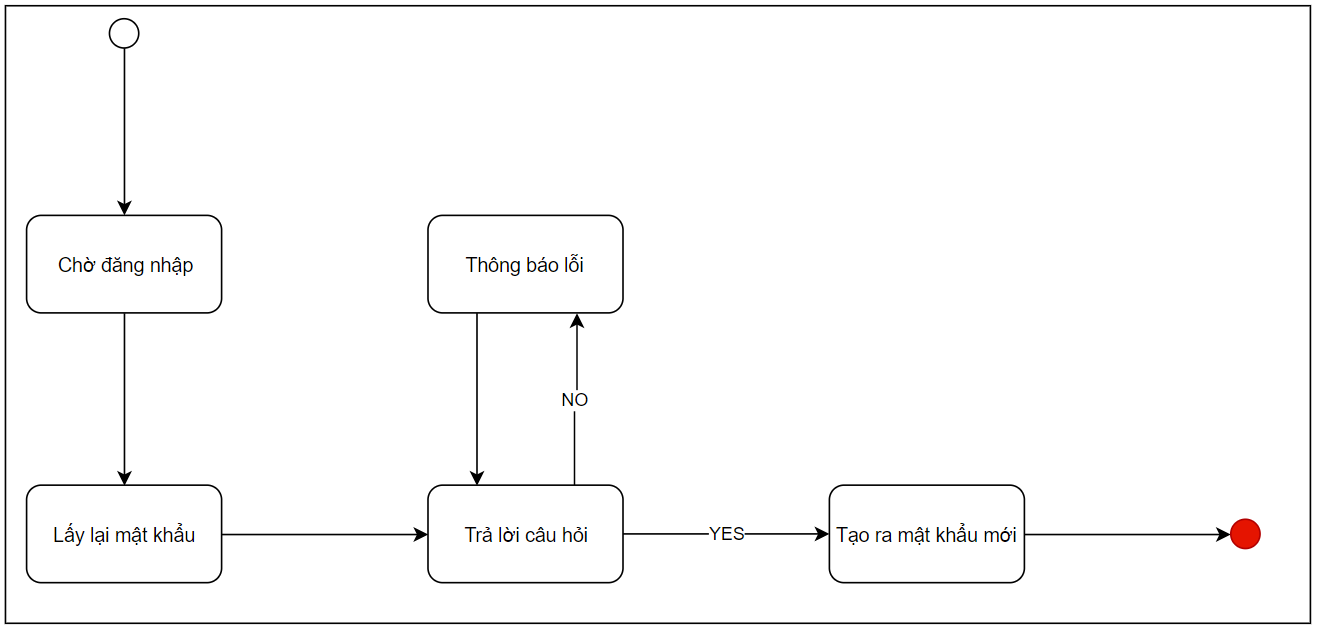 Chờ đăng nhập
Thông báo lỗi
NO
Lấy lại mật khẩu
Trả lời câu hỏi
YES
Tạo ra mật khẩu mới